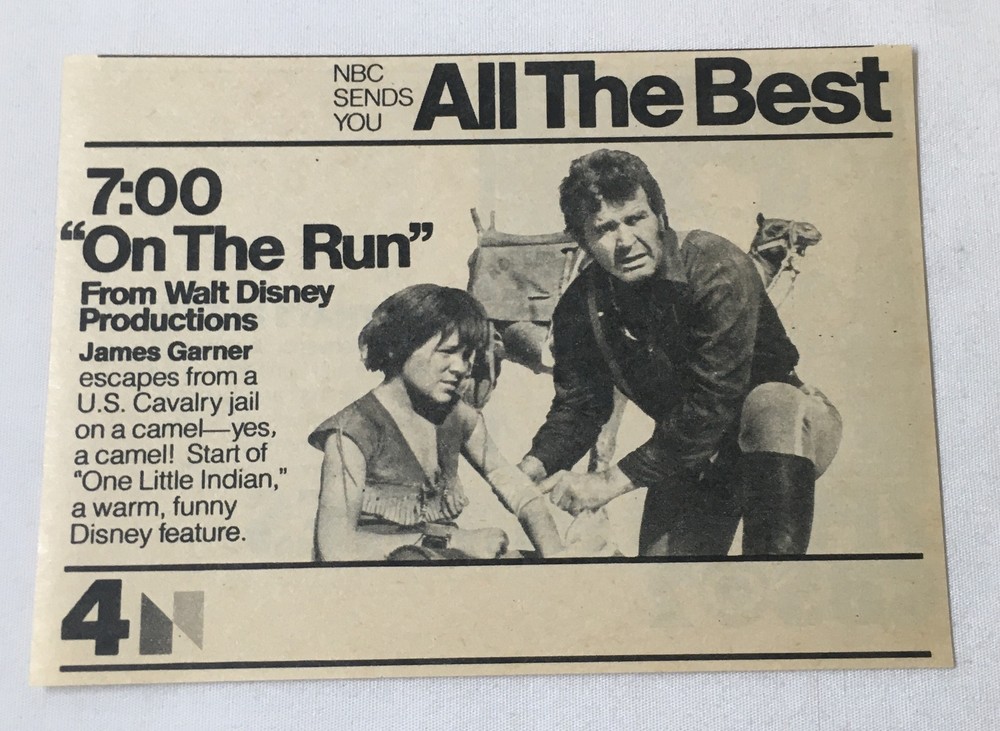 NBC
SENDS
YOU
All The Best
7:00
“On The Run”
From Walt Disney
Productions
James Garner
escapes from a
U.S. Cavalry jail
on a camel—yes,
a camel! Start of
"One Little Indian,"
a warm, funny
Disney feature.
4 N